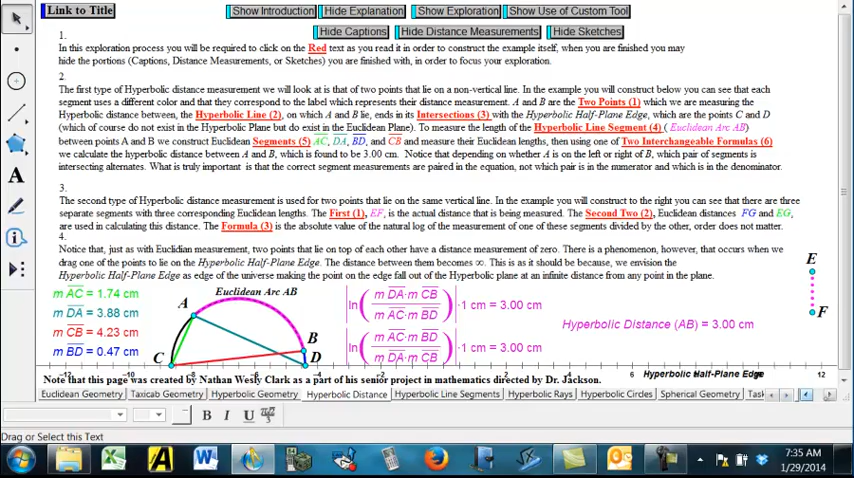 Link to Title
Show Introduction
Hide Explanation
Show Exploration
Show Use of Custom Tool
Hide Captions
Hide Distance Measurements
Hide Sketches
1.
In this exploration process you will be required to click on the Red text as you read it in order to construct the example itself, when you are finished you may
hide the portions (Captions, Distance Measurements, or Sketches) you are finished with, in order to focus your exploration.
2.
The first type of Hyperbolic distance measurement we will look at is that of two points that lie on a non-vertical line. In the example you will construct below you can see that each
segment uses a different color and that they correspond to the label which represents their distance measurement. A and B are the Two Points (1) which we are measuring the
Hyperbolic distance between, the Hyperbolic Line (2), on which A and B lie, ends in its Intersections (3) with the Hyperbolic Half-Plane Edge, which are the points C and D
(which of course do not exist in the Hyperbolic Plane but do exist in the Euclidean Plane). To measure the length of the Hyperbolic Line Segment (4) ( Euclidean Arc AB)
between points A and B we construct Euclidean Segments (5) AC, DA, BD, and CB and measure their Euclidean lengths, then using one of Two Interchangeable Formulas (6)
we calculate the hyperbolic distance between A and B, which is found to be 3.00 cm. Notice that depending on whether A is on the left or right of B, which pair of segments is
intersecting alternates. What is truly important is that the correct segment measurements are paired in the equation, not which pair is in the numerator and which is in the denominator.
3.
The second type of Hyperbolic distance measurement is used for two points that lie on the same vertical line. In the example you will construct to the right you can see that there are three
separate segments with three corresponding Euclidean lengths. The First (1), EF, is the actual distance that is being measured. The Second Two (2), Euclidean distances FG and EG,
are used in calculating this distance. The Formula (3) is the absolute value of the natural log of the measurement of one of these segments divided by the other, order does not matter.
4.
Notice that, just as with Euclidian measurement, two points that lie on top of each other have a distance measurement of zero. There is a phenomenon, however, that occurs when we
drag one of the points to lie on the Hyperbolic Half-Plane Edge. The distance between them becomes ∞. This is as it should be because, we envision the
Hyperbolic Half-Plane Edge as edge of the universe making the point on the edge fall out of the Hyperbolic plane at an infinite distance from any point in the plane.
E
F
m AC = 1.74 cm
m DA = 3.88 cm
m CB = 4.23 cm
m BD = 0.47 cm
Euclidean Arc AB
A
B
C
D
|ln(m DA·m CB / m AC·m BD)|·1 cm = 3.00 cm
|ln(m AC·m BD / m DA·m CB)|·1 cm = 3.00 cm
Hyperbolic Distance (AB) = 3.00 cm
-12 -10 -8 -6 -4 -2 2 4 6 8 12
Hyperbolic Half-Plane Edge
Note that this page was created by Nathan Wesly Clark as a part of his senior project in mathematics directed by Dr. Jackson.
Euclidean Geometry
Taxicab Geometry
Hyperbolic Geometry
Hyperbolic Distance
Hyperbolic Line Segments
Hyperbolic Rays
Hyperbolic Circles
Spherical Geometry
Task
B I U
Drag or Select this Text
7:35 AM
1/29/2014